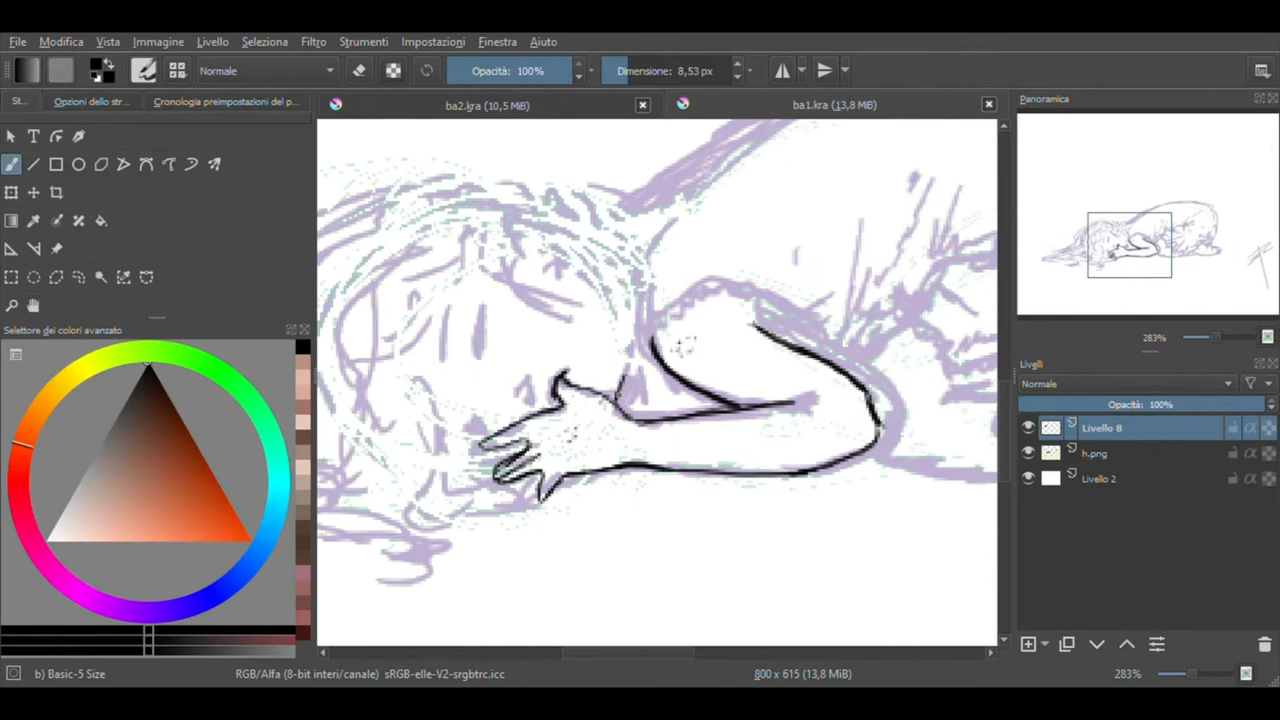 File Modifica Vista Immagine Livello Seleziona Filtro Strumenti Impostazioni Finestra Aiuto
Normale Opacità: 100% Dimensione: 8,53 px
St... Opzioni dello str... Cronologia preimpostazioni del p...
ba2.kra (10,5 MiB) ba1.kra (13,8 MiB)
Panoramica
Selettore dei colori avanzato
283%
Livelli
Normale
Opacità: 100%
Livello 8
h.png
Livello 2
b) Basic-5 Size RGB/Alfa (8-bit interi/canale) sRGB-elle-V2-srgbtrc.icc 800 x 615 (13,8 MiB) 283%